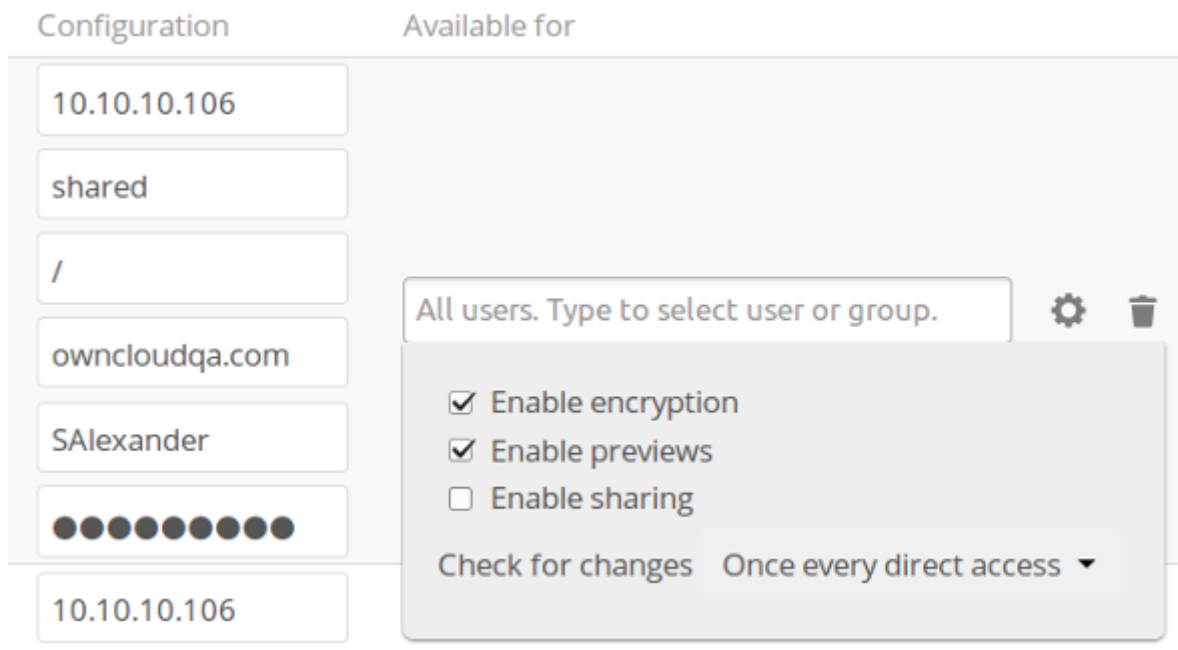 Configuration Available for
10.10.10.106
shared
/
All users. Type to select user or group.
owncloudqa.com
Enable encryption
SAlexander
Enable previews
Enable sharing
●●●●●●●●●
Check for changes Once every direct access
10.10.10.106